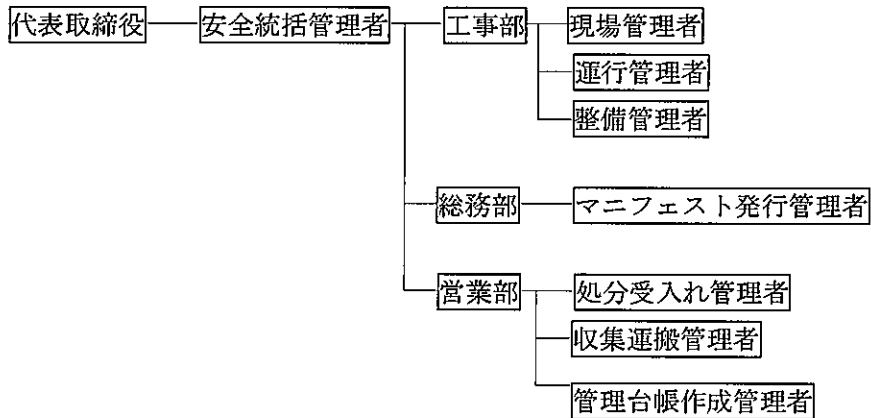 代表取締役 安全統括管理者 工事部 現場管理者
運行管理者
整備管理者
総務部 マニフェスト発行管理者
営業部 処分受入れ管理者
収集運搬管理者
管理台帳作成管理者